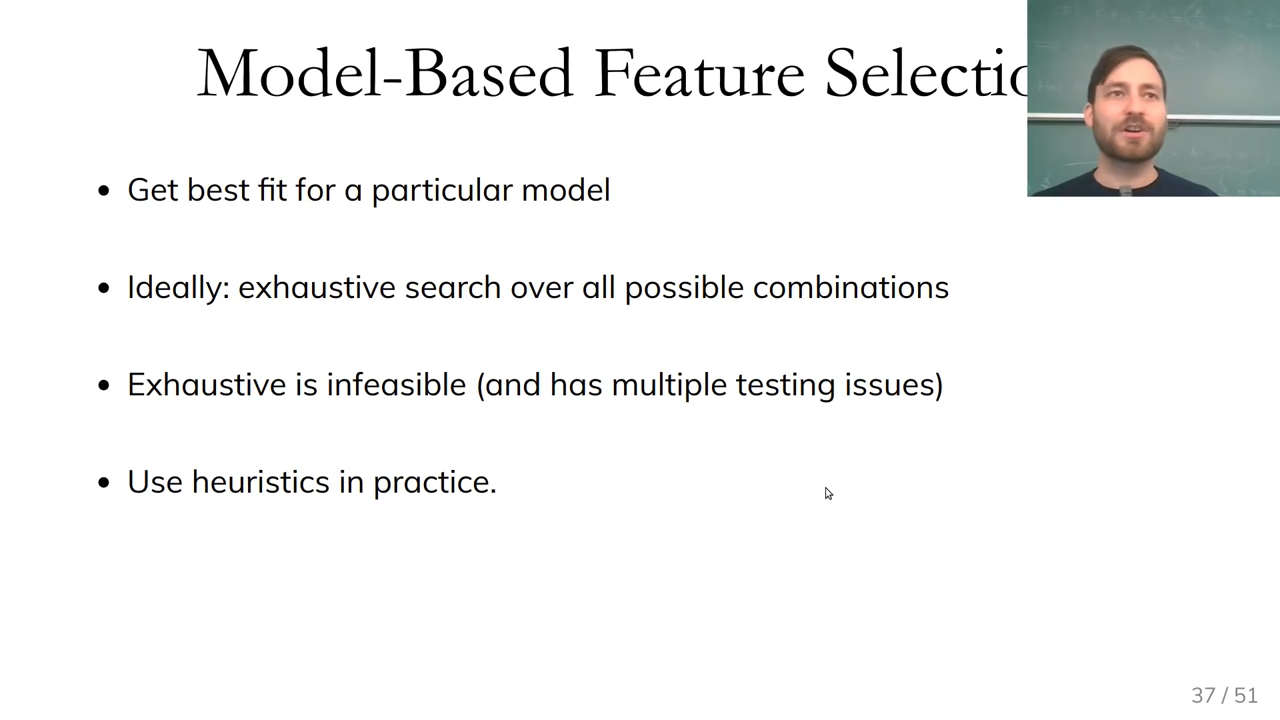 Model-Based Feature Selectio
• Get best fit for a particular model
• Ideally: exhaustive search over all possible combinations
• Exhaustive is infeasible (and has multiple testing issues)
• Use heuristics in practice.
37 / 51